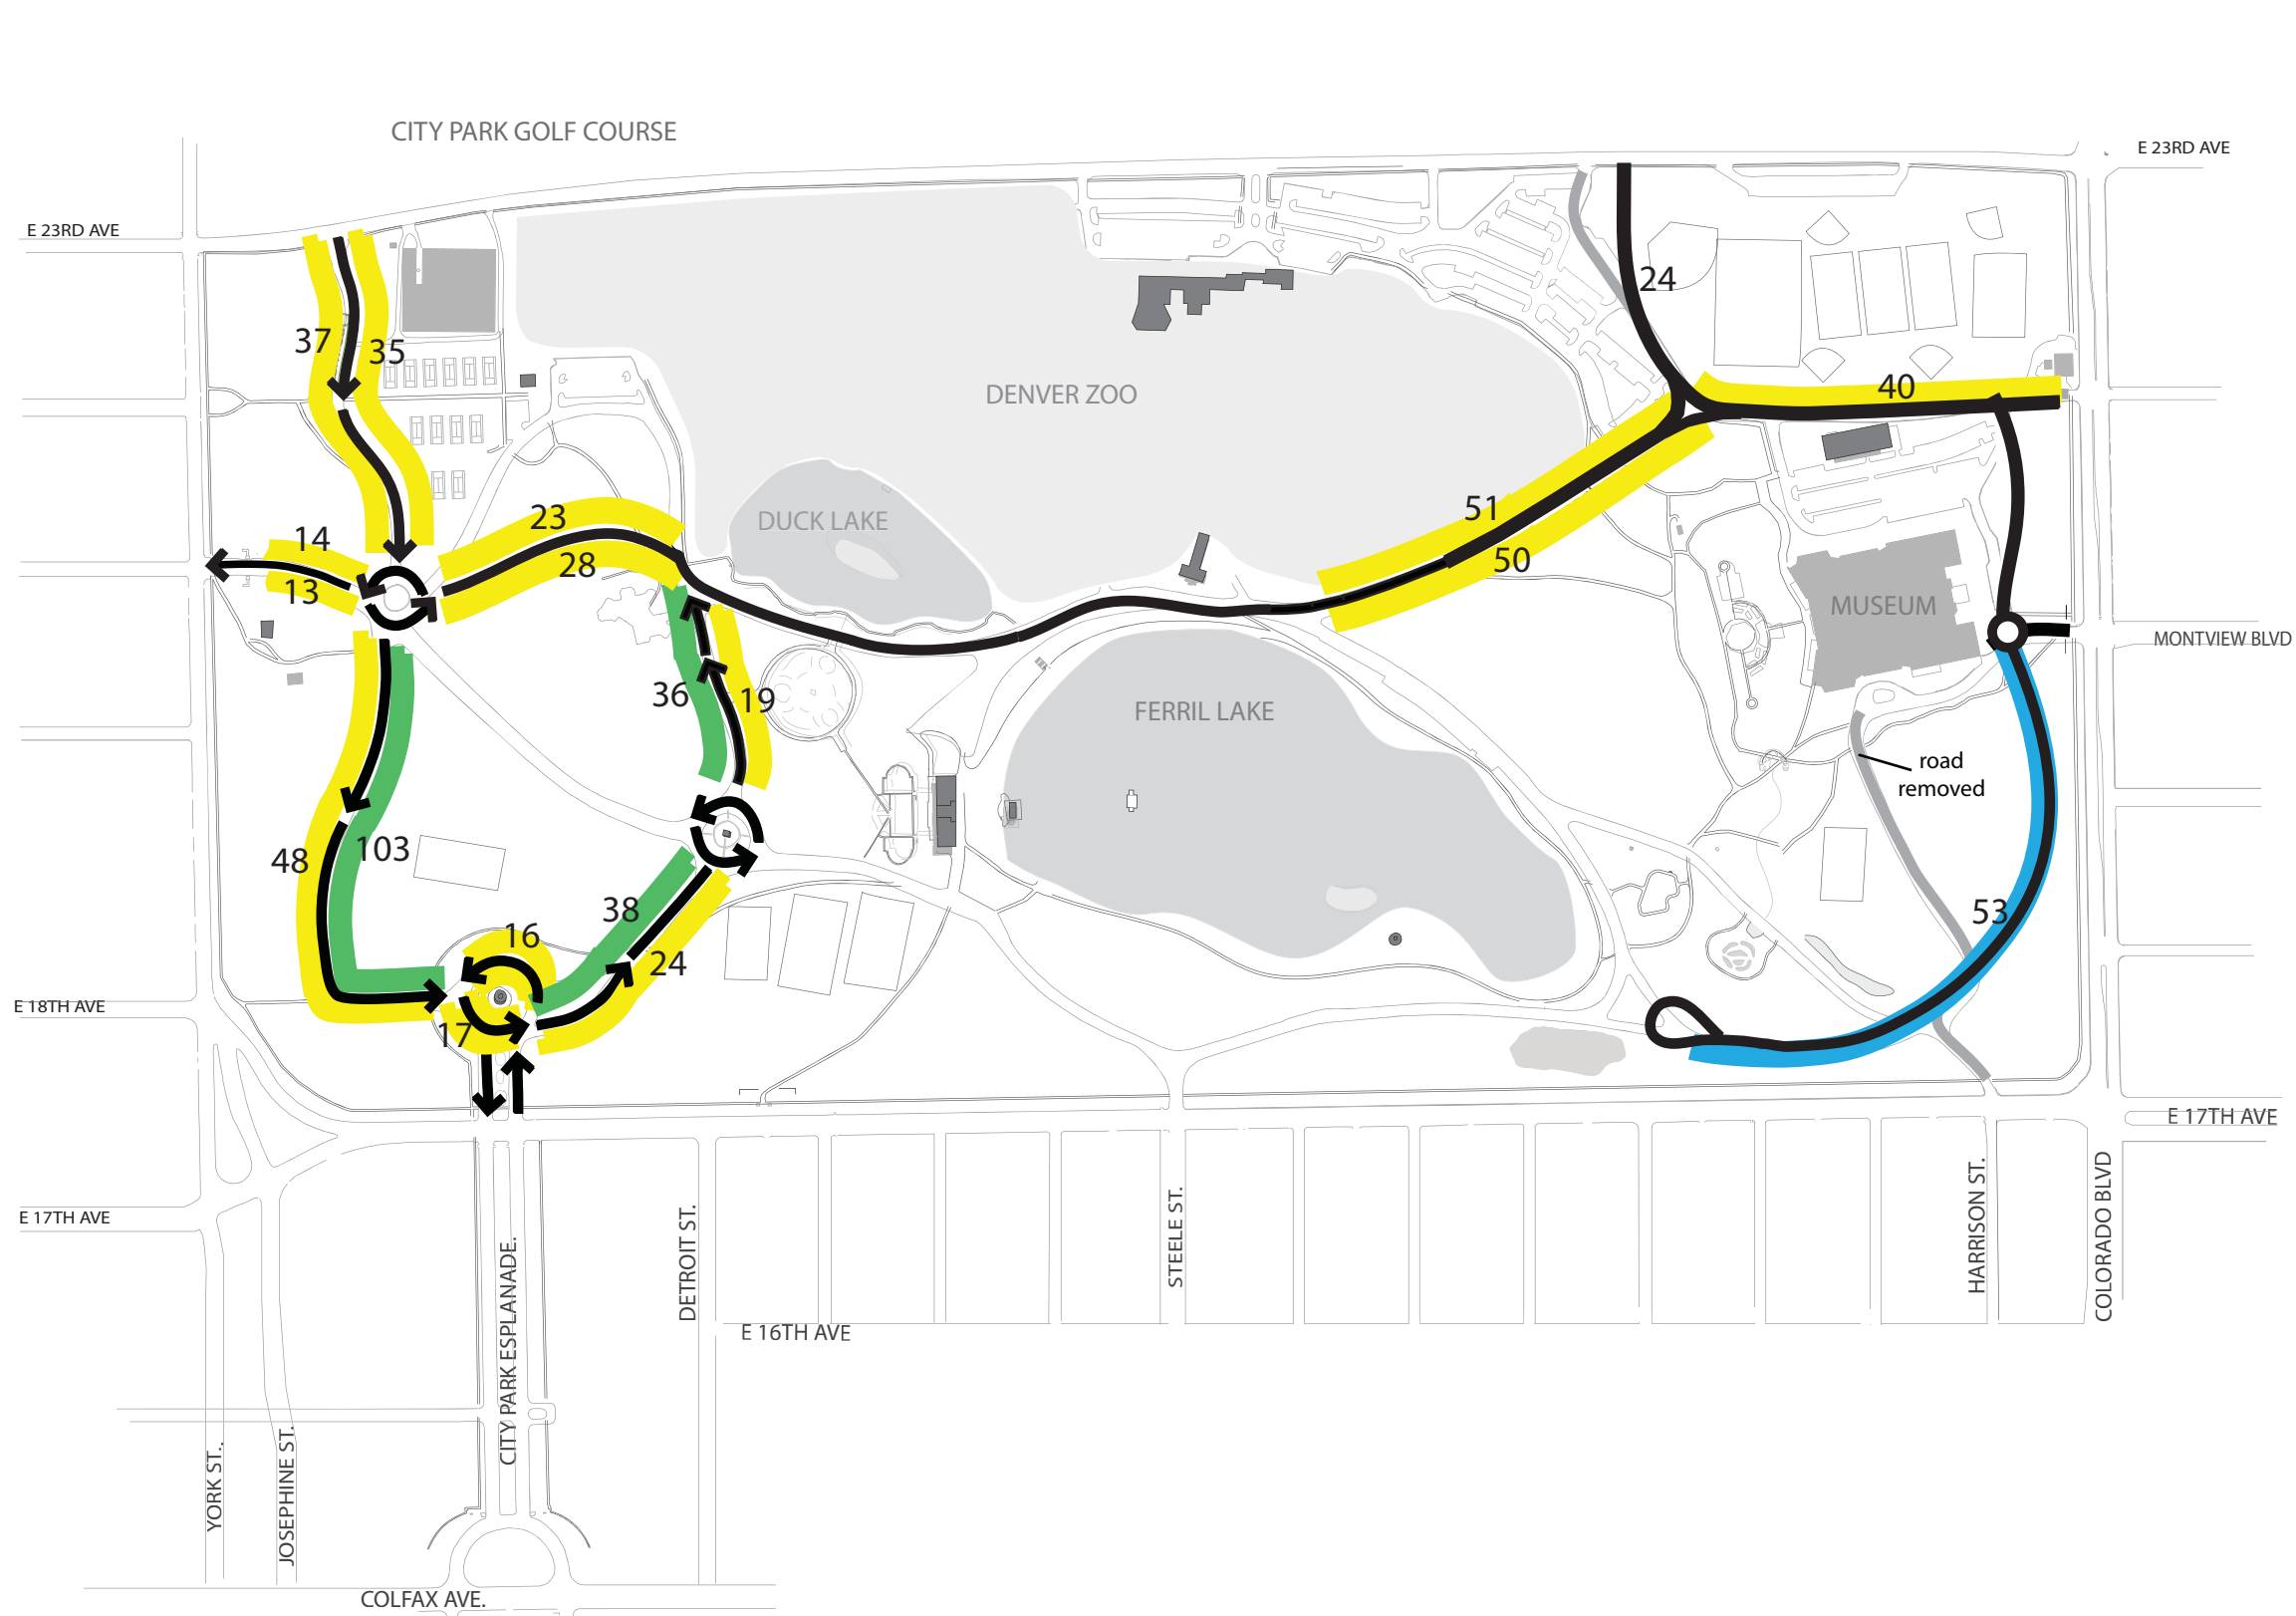 CITY PARK GOLF COURSE
E 23RD AVE
E 23RD AVE
24
37
35
DENVER ZOO
40
51
23
DUCK LAKE
14
50
28
13
MUSEUM
MONTVIEW BLVD
36
19
FERRIL LAKE
road
removed
48
103
38
53
16
24
E 18TH AVE
17
E 17TH AVE
E 17TH AVE
DETROIT ST.
STEELE ST.
HARRISON ST.
COLORADO BLVD
CITY PARK ESPLANADE.
E 16TH AVE
YORK ST.
JOSEPHINE ST.
COLFAX AVE.